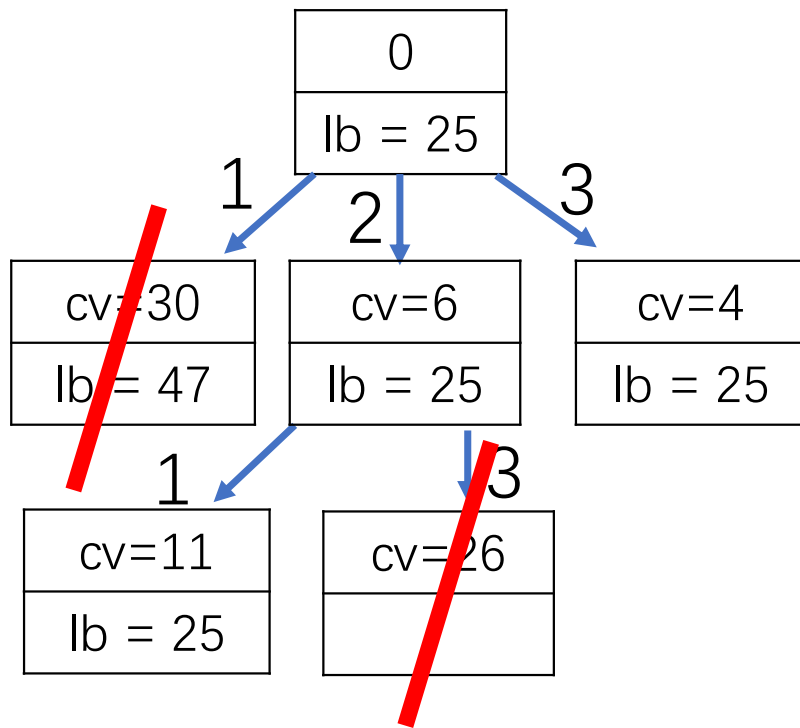 0
lb = 25
1
2
3
cv=30
lb = 47
cv=6
lb = 25
cv=4
lb = 25
1
3
cv=11
lb = 25
cv=26